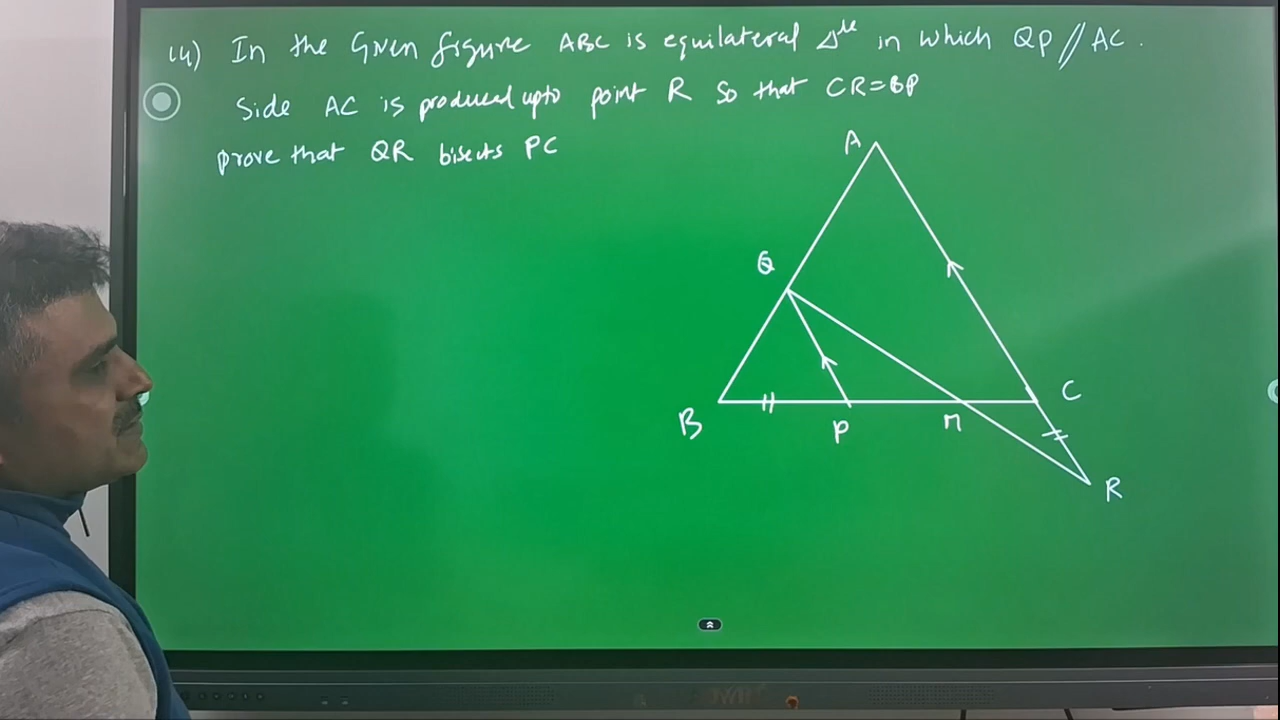 14) In the Given figure ABC is equilateral Δle in which QP // AC.
Side AC is produced upto point R so that CR=BP
prove that QR bisects PC
A
Q
B
P
M
C
R